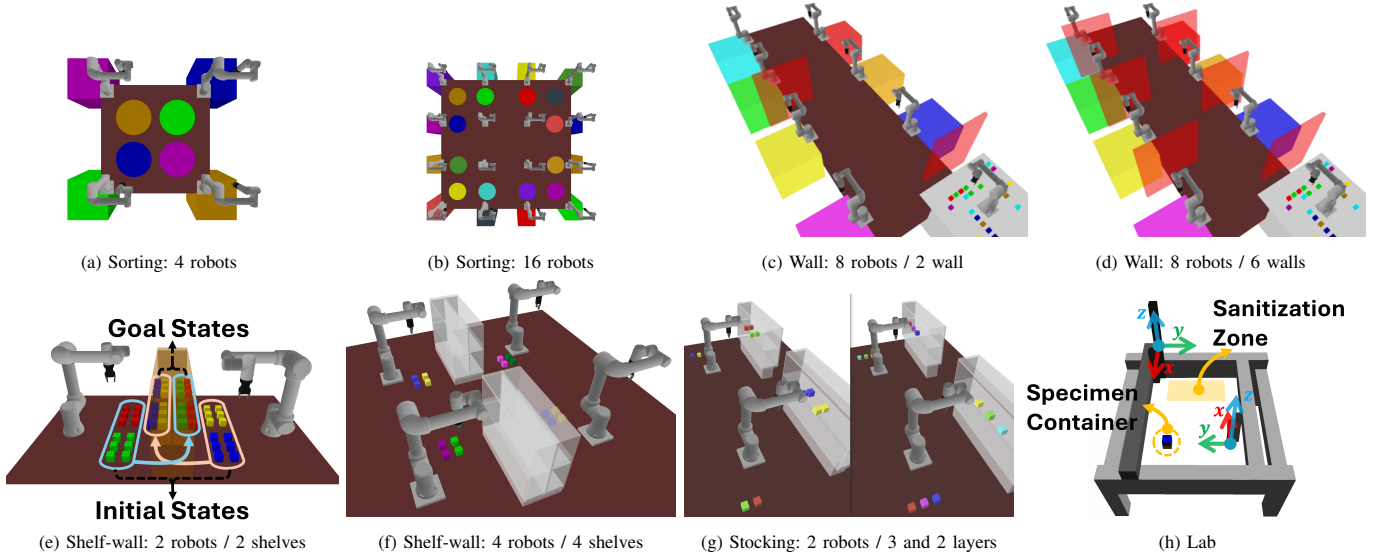 (a) Sorting: 4 robots
(b) Sorting: 16 robots
(c) Wall: 8 robots / 2 wall
(d) Wall: 8 robots / 6 walls
Goal States
Initial States
(e) Shelf-wall: 2 robots / 2 shelves
(f) Shelf-wall: 4 robots / 4 shelves
(g) Stocking: 2 robots / 3 and 2 layers
z
y
x
Sanitization
Zone
Specimen
Container
x
z
y
(h) Lab